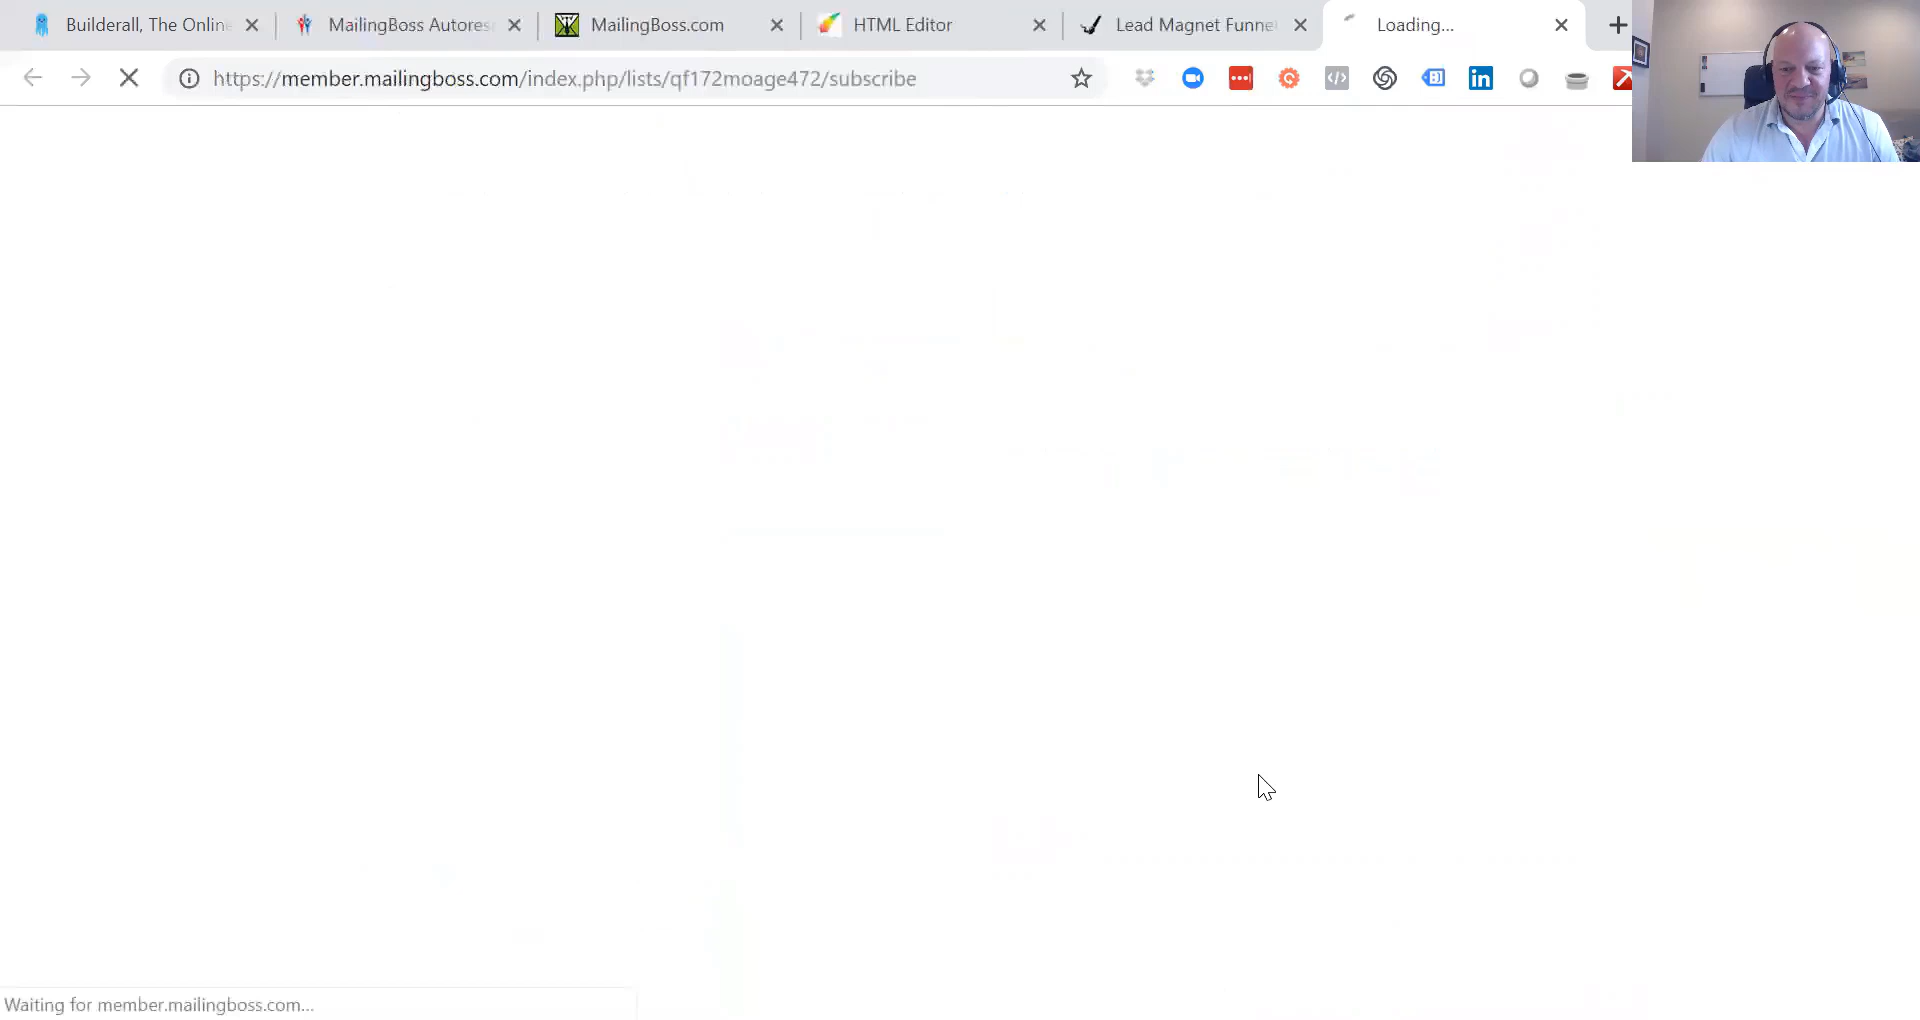 Builderall, The Online
MailingBoss Autores
MailingBoss.com
HTML Editor
Lead Magnet Funne
Loading...
https://member.mailingboss.com/index.php/lists/qf172moage472/subscribe
Waiting for member.mailingboss.com...